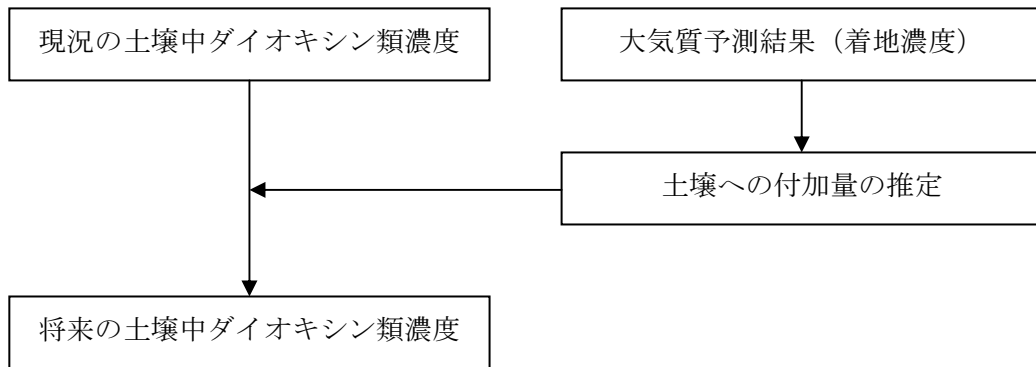 現況の土壌中ダイオキシン類濃度
大気質予測結果（着地濃度）
土壌への付加量の推定
将来の土壌中ダイオキシン類濃度